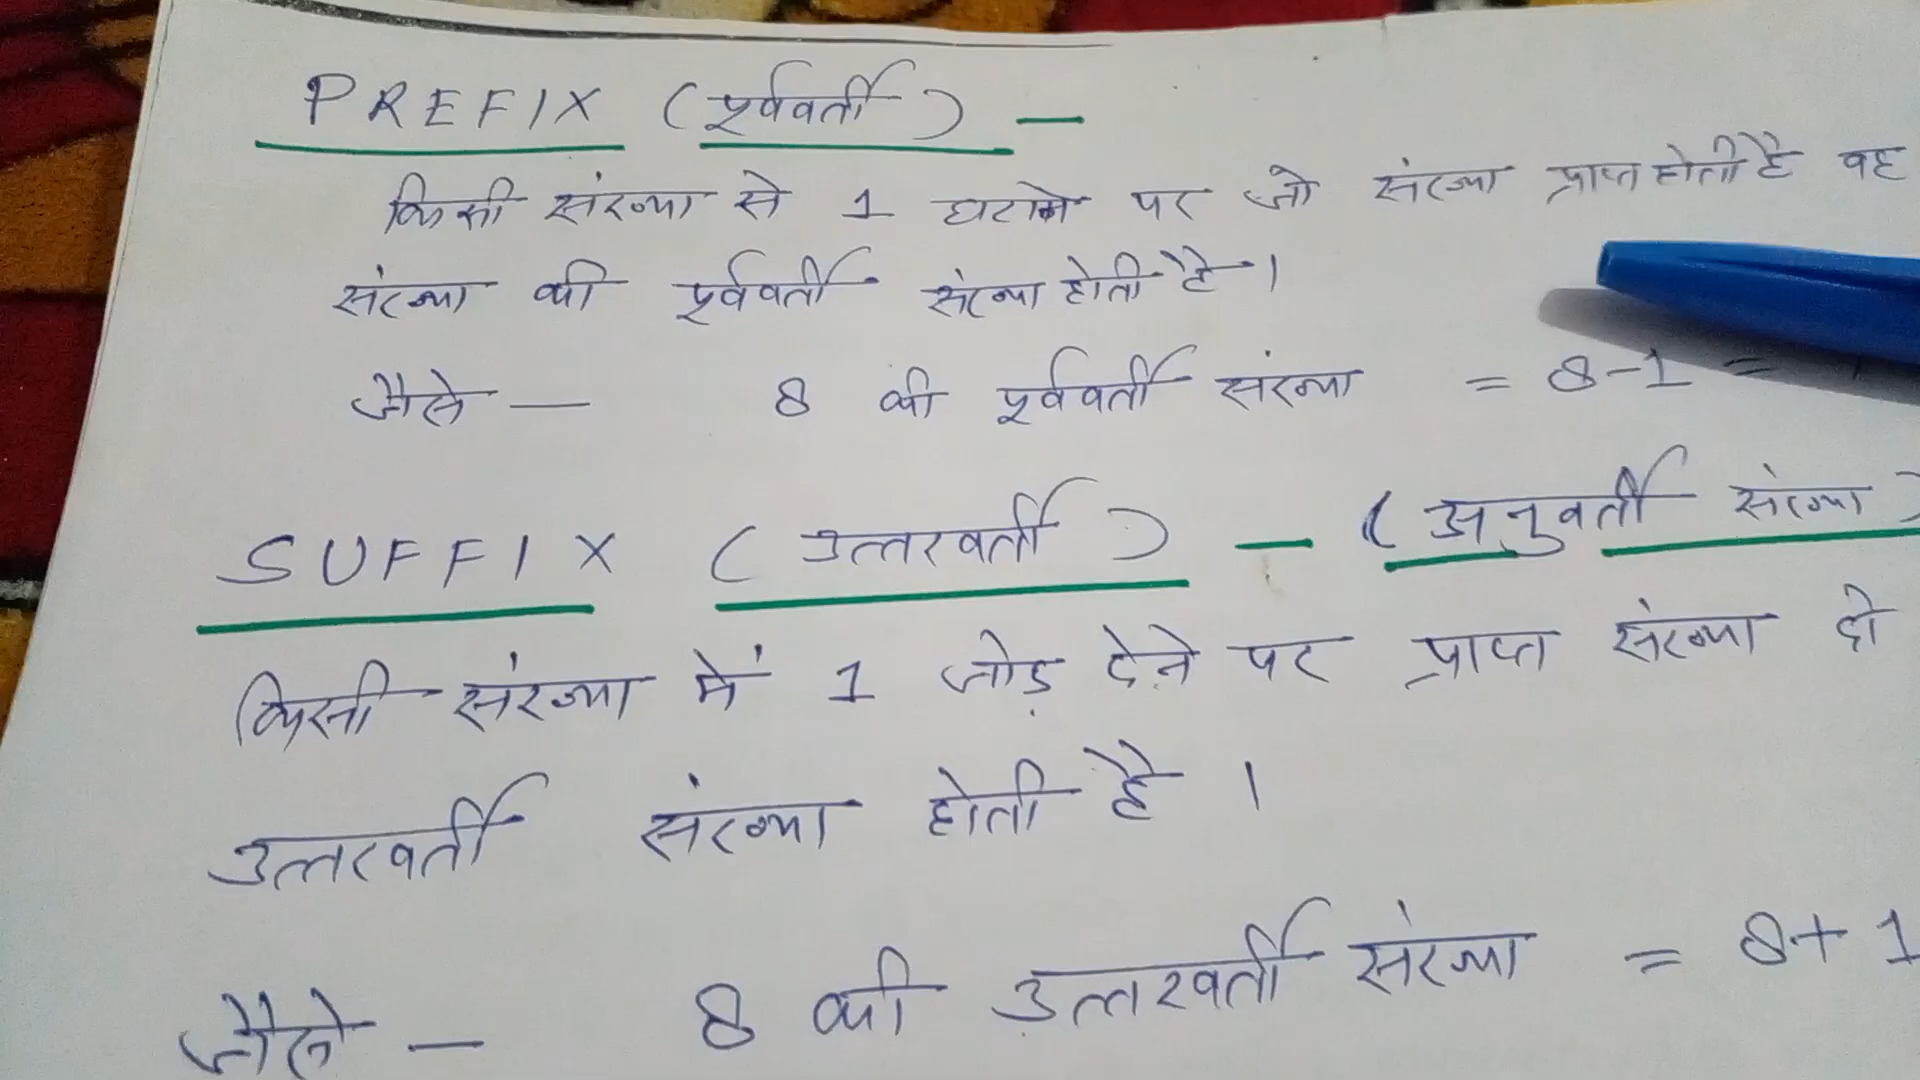 PREFIX (पूर्ववर्ती) —
किसी संख्या से 1 घटाने पर जो संख्या प्राप्त होती है वह
संख्या की पूर्ववर्ती संख्या होती है ।
जैसे — 8 की पूर्ववर्ती संख्या = 8-1 =
SUFFIX (उत्तरवर्ती) — (अनुवर्ती संख्या)
किसी संख्या में 1 जोड़ देने पर प्राप्त संख्या ही
उत्तरवर्ती संख्या होती है ।
जैसे — 8 की उत्तरवर्ती संख्या = 8+1